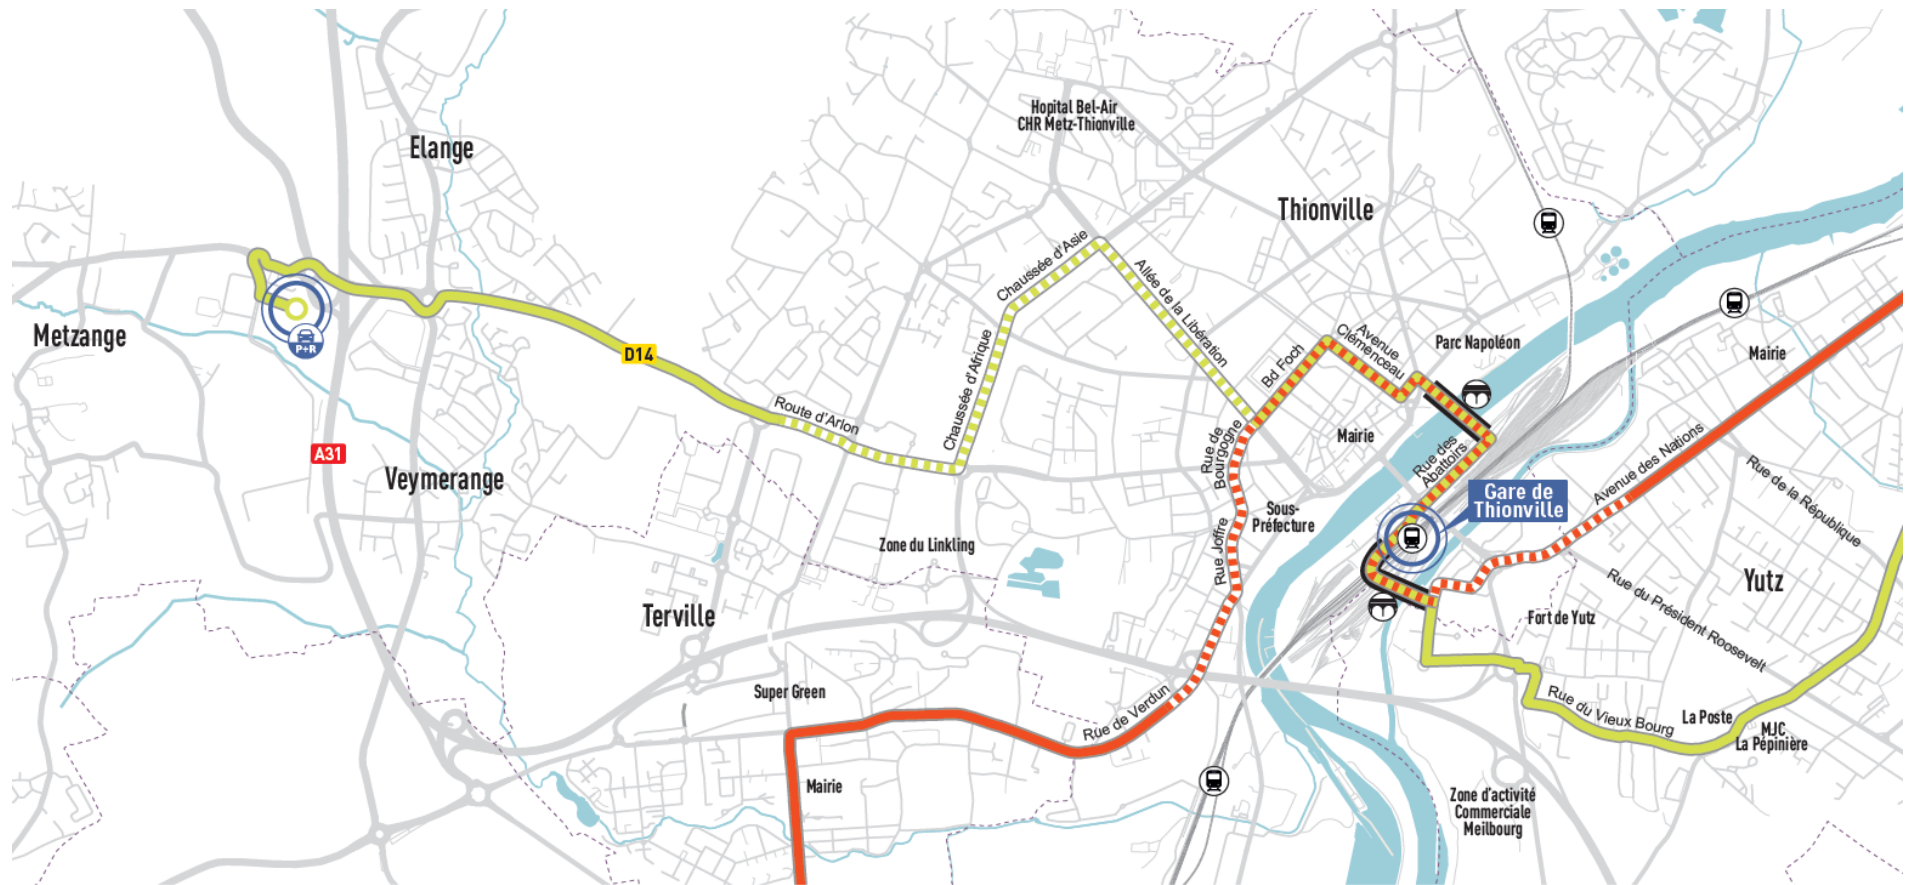 Hopital Bel-Air
CHR Metz-Thionville
Elange
Thionville
Chaussée d'Asie
Allée de la Libération
Metzange
P+R
D14
Chaussée d'Afrique
Bd Foch
Avenue
Clémenceau
Parc Napoléon
Mairie
Route d'Arlon
Rue de
Bourgogne
Mairie
Rue des
Abattoirs
Avenue des Nations
Rue de la République
A31
Veymerange
Gare de
Thionville
Sous-
Préfecture
Zone du Linkling
Rue Joffre
Terville
Yutz
Rue du Président Roosevelt
Fort de Yutz
Super Green
Rue de Verdun
Rue du Vieux Bourg
La Poste
MJC
La Pépinière
Mairie
Zone d'activité
Commerciale
Meilbourg